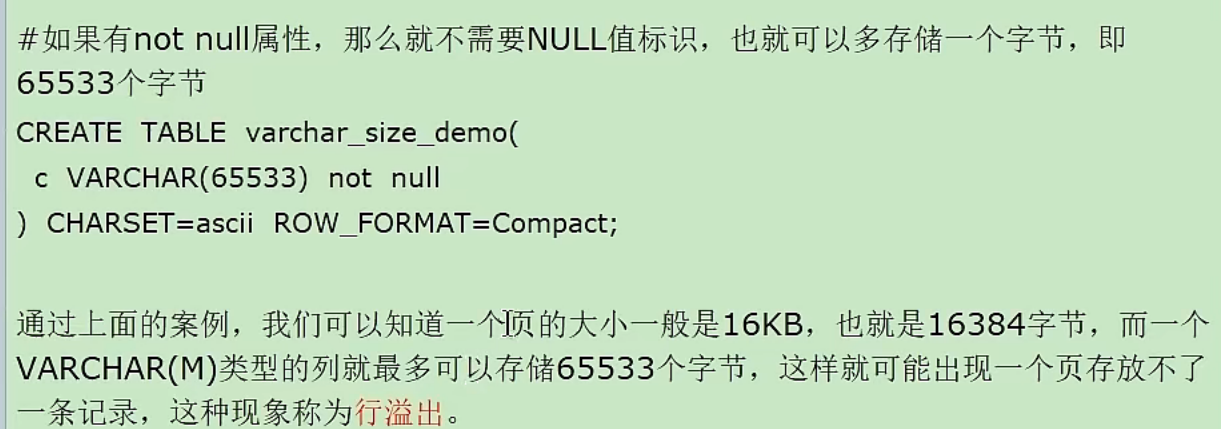 #如果有not null属性，那么就不需要NULL值标识，也就可以多存储一个字节，即
65533个字节
CREATE TABLE varchar_size_demo(
c VARCHAR(65533) not null
) CHARSET=ascii ROW_FORMAT=Compact;
通过上面的案例，我们可以知道一个页的大小一般是16KB，也就是16384字节，而一个
VARCHAR(M)类型的列就最多可以存储65533个字节，这样就可能出现一个页存放不了
一条记录，这种现象称为行溢出。